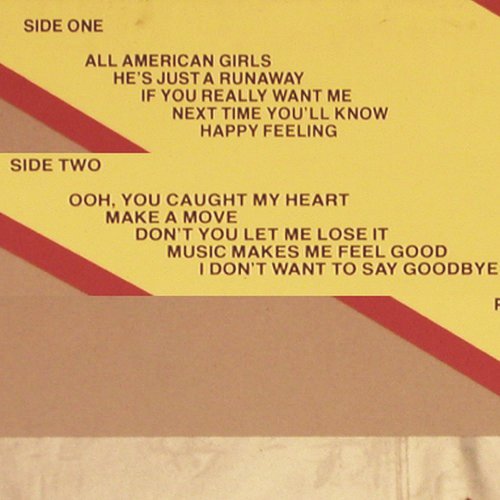 SIDE ONE
ALL AMERICAN GIRLS
HE'S JUST A RUNAWAY
IF YOU REALLY WANT ME
NEXT TIME YOU'LL KNOW
HAPPY FEELING
SIDE TWO
OOH, YOU CAUGHT MY HEART
MAKE A MOVE
DON'T YOU LET ME LOSE IT
MUSIC MAKES ME FEEL GOOD
I DON'T WANT TO SAY GOODBYE